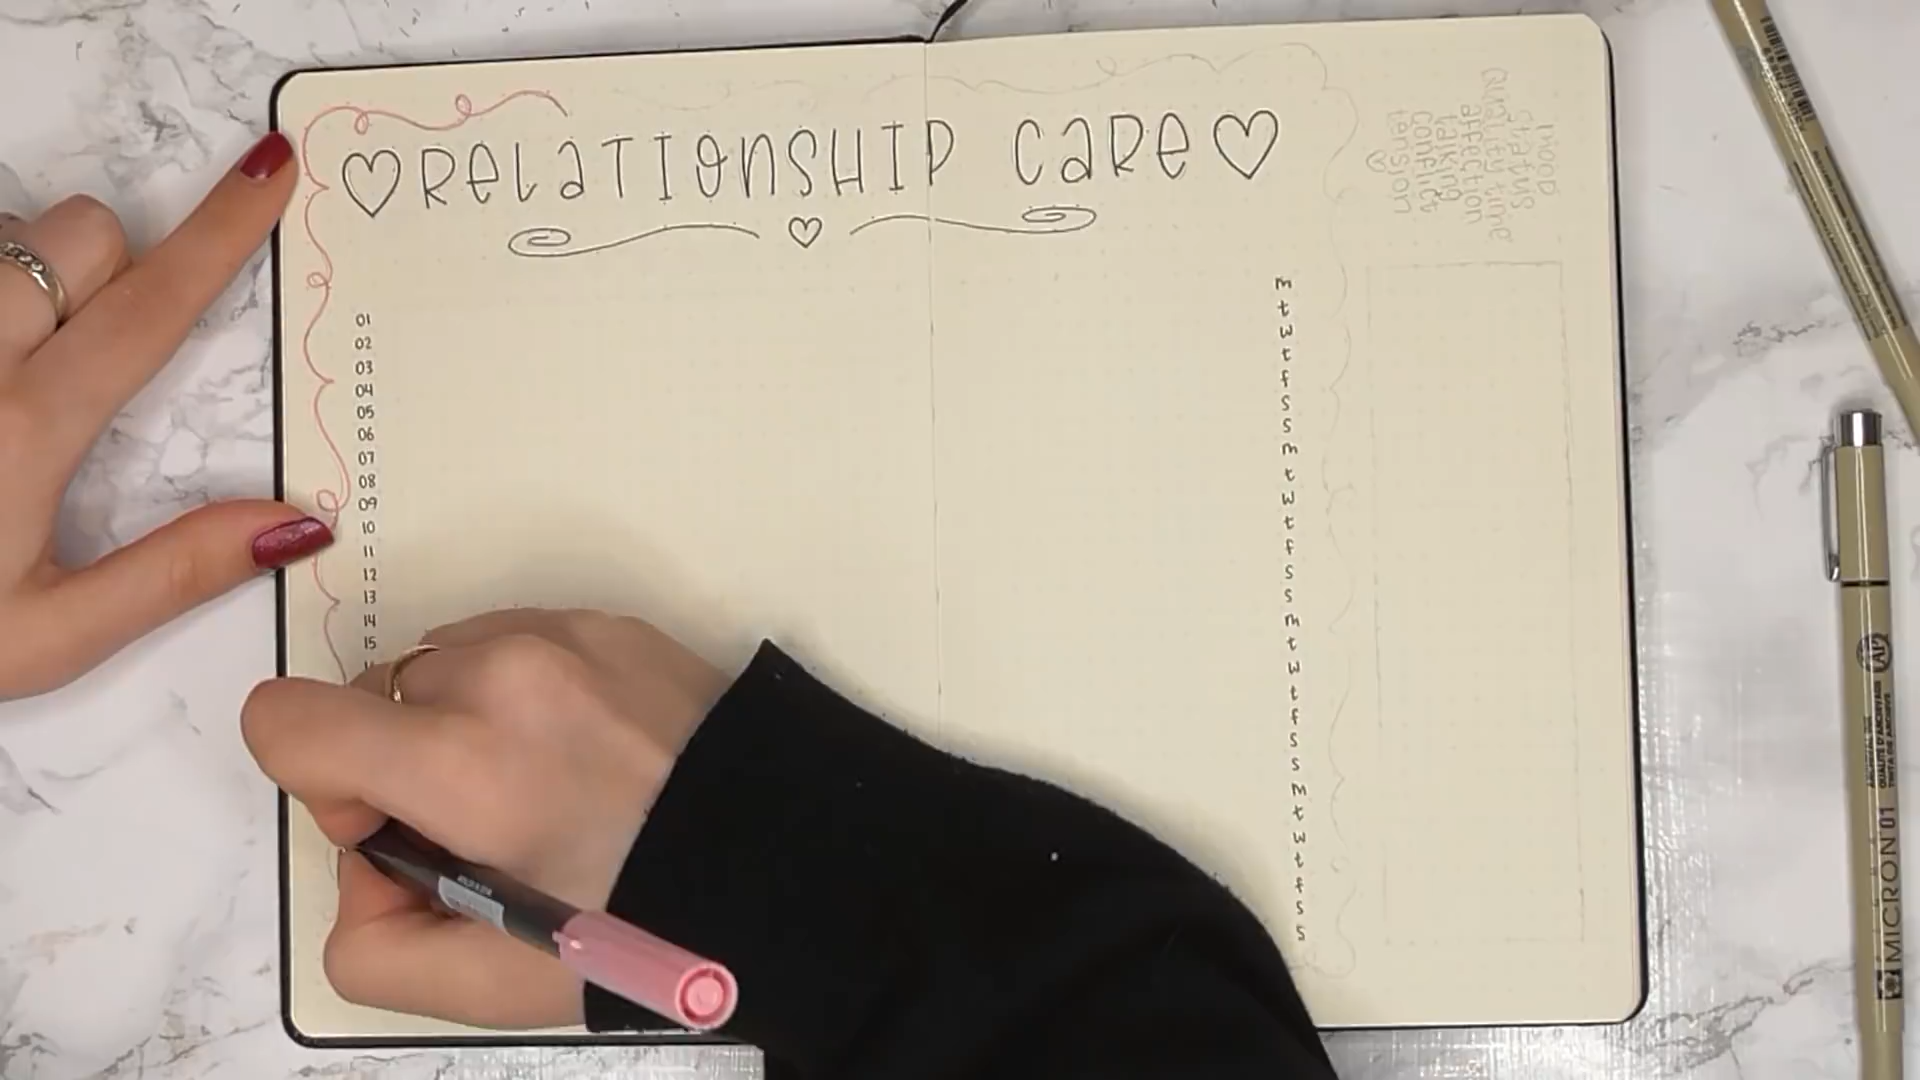 ♡ RELATIONSHIP CARE ♡
01
02
03
04
05
06
07
08
09
10
11
12
13
14
15
m
t
w
t
f
s
s
m
t
w
t
f
s
s
m
t
w
t
f
s
s
m
t
w
t
f
s
s
mood
status
quality time
affection
talking
conflict
tension
MICRON 01